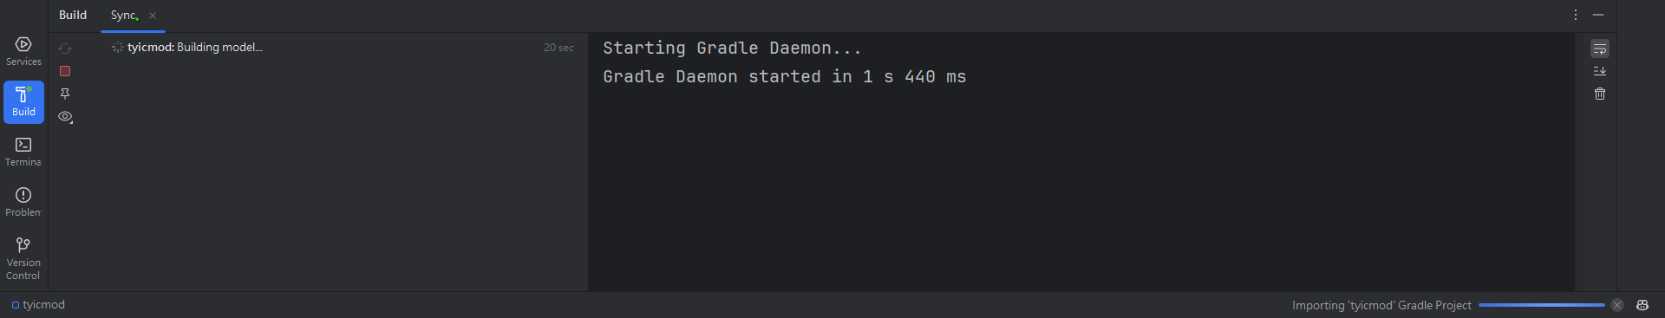 Build
Sync
tyicmod: Building model...
20 sec
Starting Gradle Daemon...
Gradle Daemon started in 1 s 440 ms
Services
Build
Termina
Problem
Version
Control
tyicmod
Importing 'tyicmod' Gradle Project